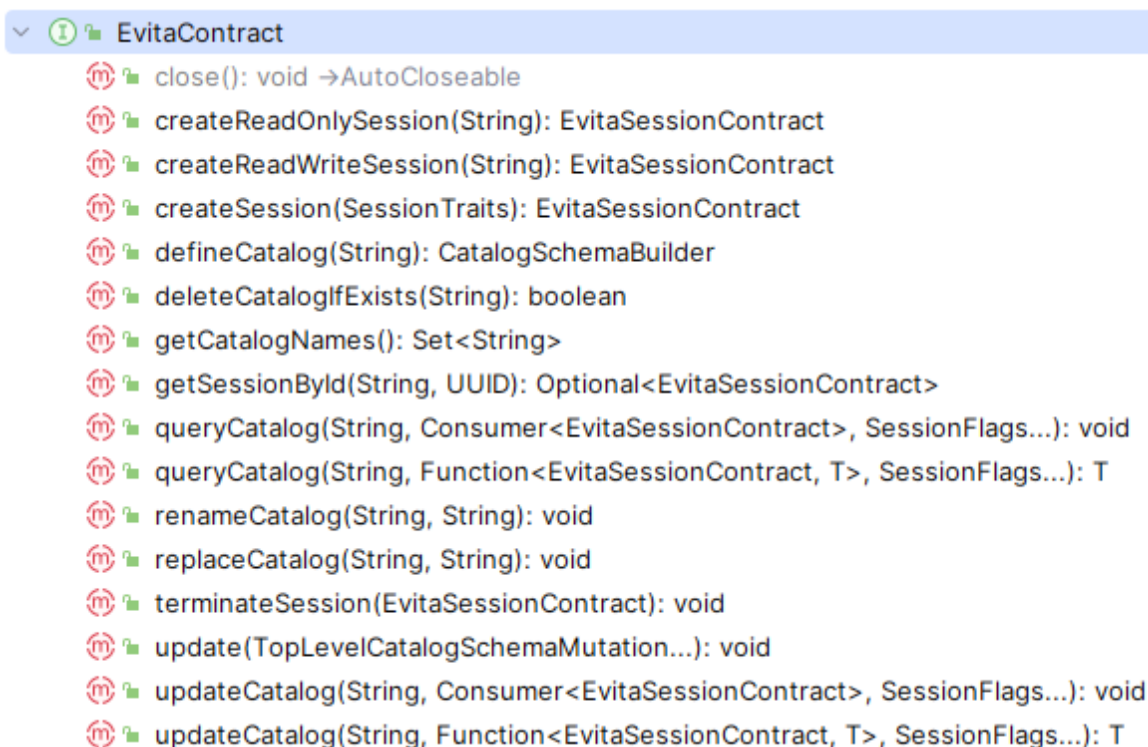 EvitaContract
close(): void →AutoCloseable
createReadOnlySession(String): EvitaSessionContract
createReadWriteSession(String): EvitaSessionContract
createSession(SessionTraits): EvitaSessionContract
defineCatalog(String): CatalogSchemaBuilder
deleteCatalogIfExists(String): boolean
getCatalogNames(): Set<String>
getSessionById(String, UUID): Optional<EvitaSessionContract>
queryCatalog(String, Consumer<EvitaSessionContract>, SessionFlags...): void
queryCatalog(String, Function<EvitaSessionContract, T>, SessionFlags...): T
renameCatalog(String, String): void
replaceCatalog(String, String): void
terminateSession(EvitaSessionContract): void
update(TopLevelCatalogSchemaMutation...): void
updateCatalog(String, Consumer<EvitaSessionContract>, SessionFlags...): void
updateCatalog(String, Function<EvitaSessionContract, T>, SessionFlags...): T